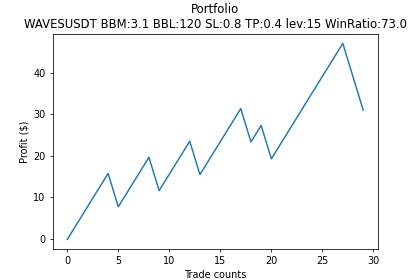 Portfolio
WAVESUSDT BBM:3.1 BBL:120 SL:0.8 TP:0.4 lev:15 WinRatio:73.0
Profit ($)
40
30
20
10
0
0 5 10 15 20 25 30
Trade counts